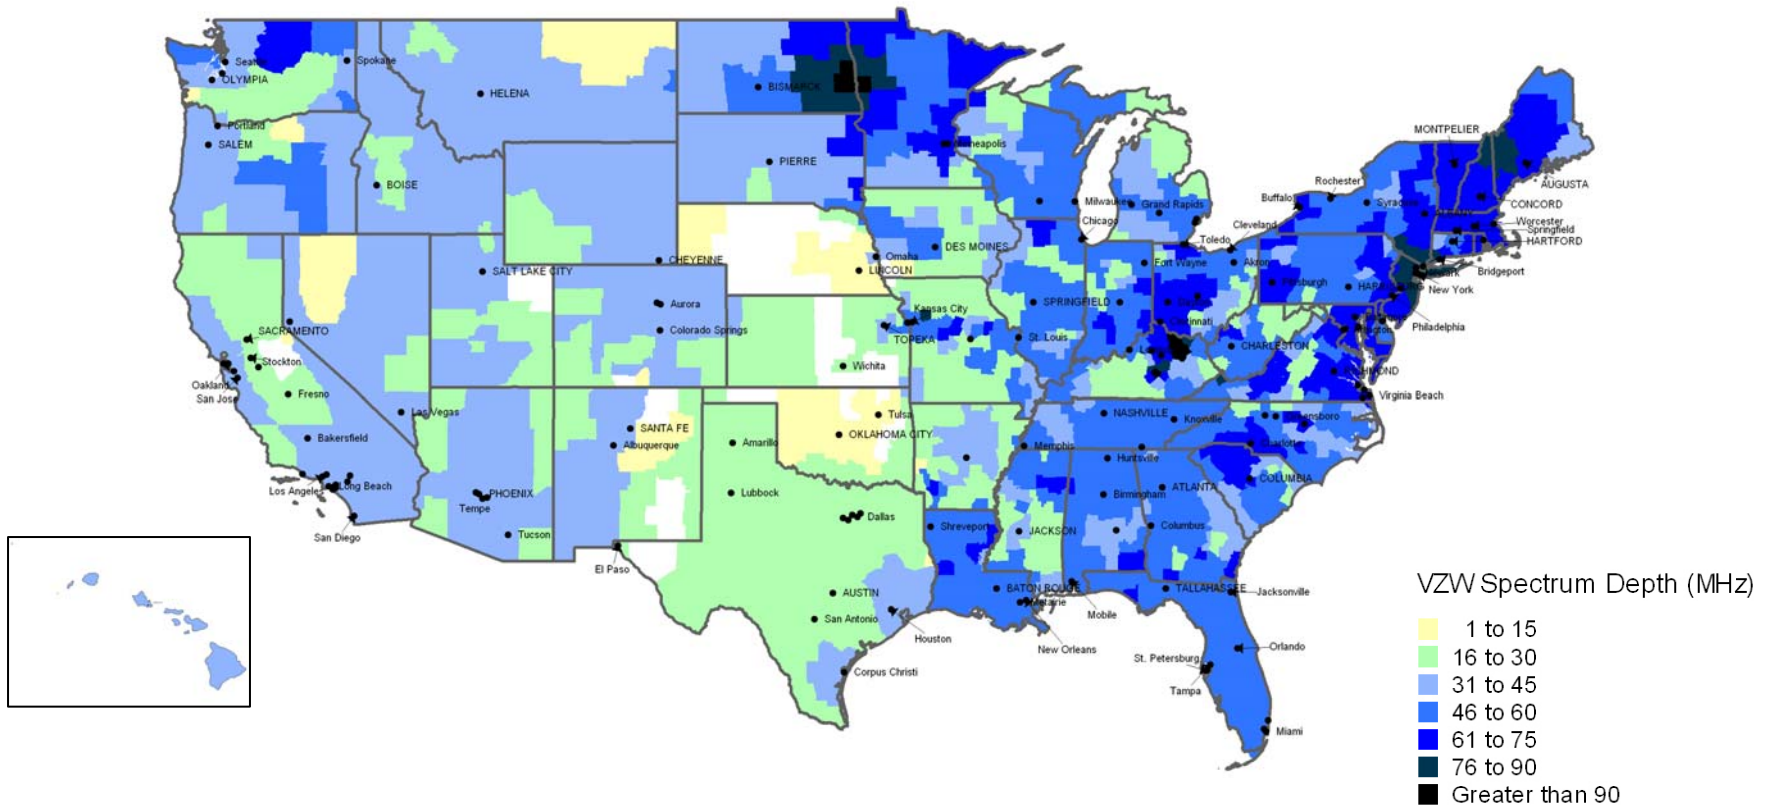 Seattle
Spokane
OLYMPIA
HELENA
BISMARCK
Portland
SALEM
MONTPELIER
Minneapolis
PIERRE
BOISE
Rochester
AUGUSTA
Buffalo
Milwaukee
Grand Rapids
Syracuse
CONCORD
Chicago
Cleveland
Worcester
Springfield
Toledo
HARTFORD
DES MOINES
Omaha
CHEYENNE
Fort Wayne
Akron
SALT LAKE CITY
LINCOLN
Bridgeport
Pittsburgh
HARRISBURG
New York
Aurora
SPRINGFIELD
Kansas City
Cincinnati
Philadelphia
SACRAMENTO
Colorado Springs
TOPEKA
St. Louis
CHARLESTON
Stockton
Wichita
RICHMOND
Oakland
San Jose
Fresno
Virginia Beach
Las Vegas
Tulsa
NASHVILLE
Knoxville
Greensboro
SANTA FE
OKLAHOMA CITY
Bakersfield
Albuquerque
Amarillo
Memphis
Charlotte
Huntsville
Los Angeles
Long Beach
PHOENIX
Lubbock
Birmingham
ATLANTA
COLUMBIA
Tempe
Dallas
San Diego
Tucson
Shreveport
JACKSON
Columbus
El Paso
AUSTIN
BATON ROUGE
TALLAHASSEE
Jacksonville
Metairie
San Antonio
Mobile
Houston
New Orleans
Orlando
St. Petersburg
Corpus Christi
Tampa
Miami
VZW Spectrum Depth (MHz)
1 to 15
16 to 30
31 to 45
46 to 60
61 to 75
76 to 90
Greater than 90